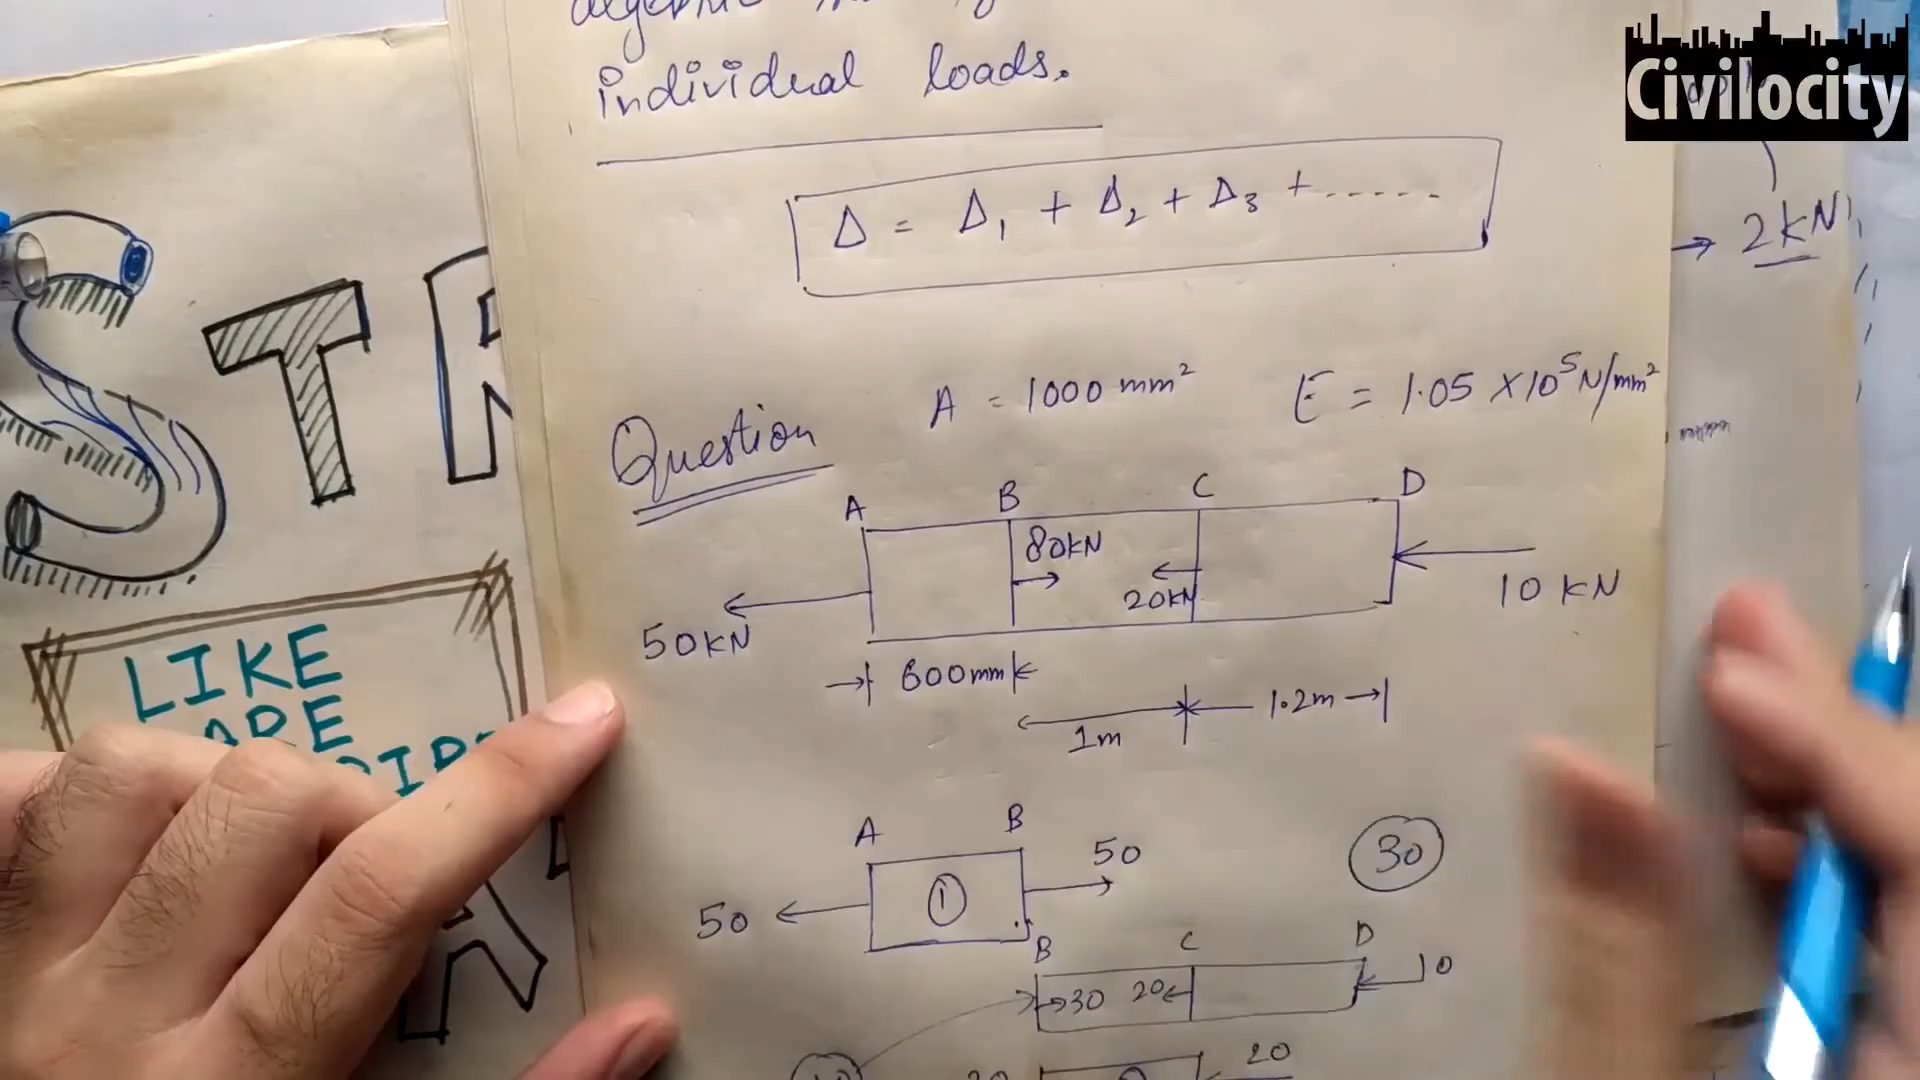 individual loads.
Civilocity
Δ = Δ1 + Δ2 + Δ3 + ------
→ 2kN
A = 1000 mm²
E = 1.05 × 10⁵ N/mm²
Question
A B C D
80kN
20kN
50kN
10 KN
600mm
1m
1.2m
STR
LIKE
A B
50 ← ① → 50
30
B C D
→30 20← 10
20